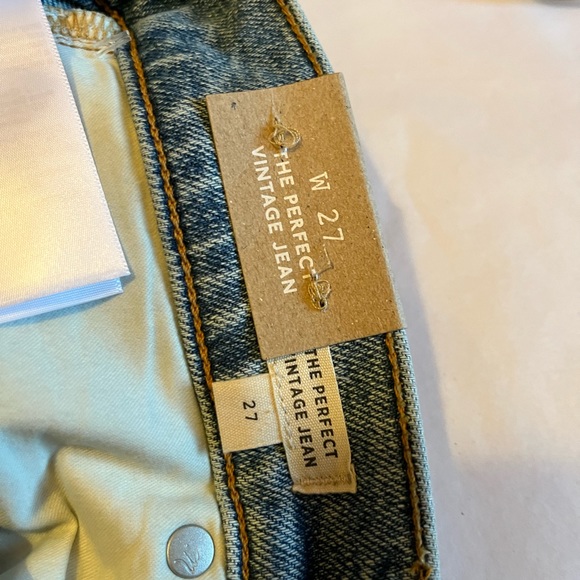 W 27
THE PERFECT
VINTAGE JEAN
THE PERFECT
VINTAGE JEAN
27